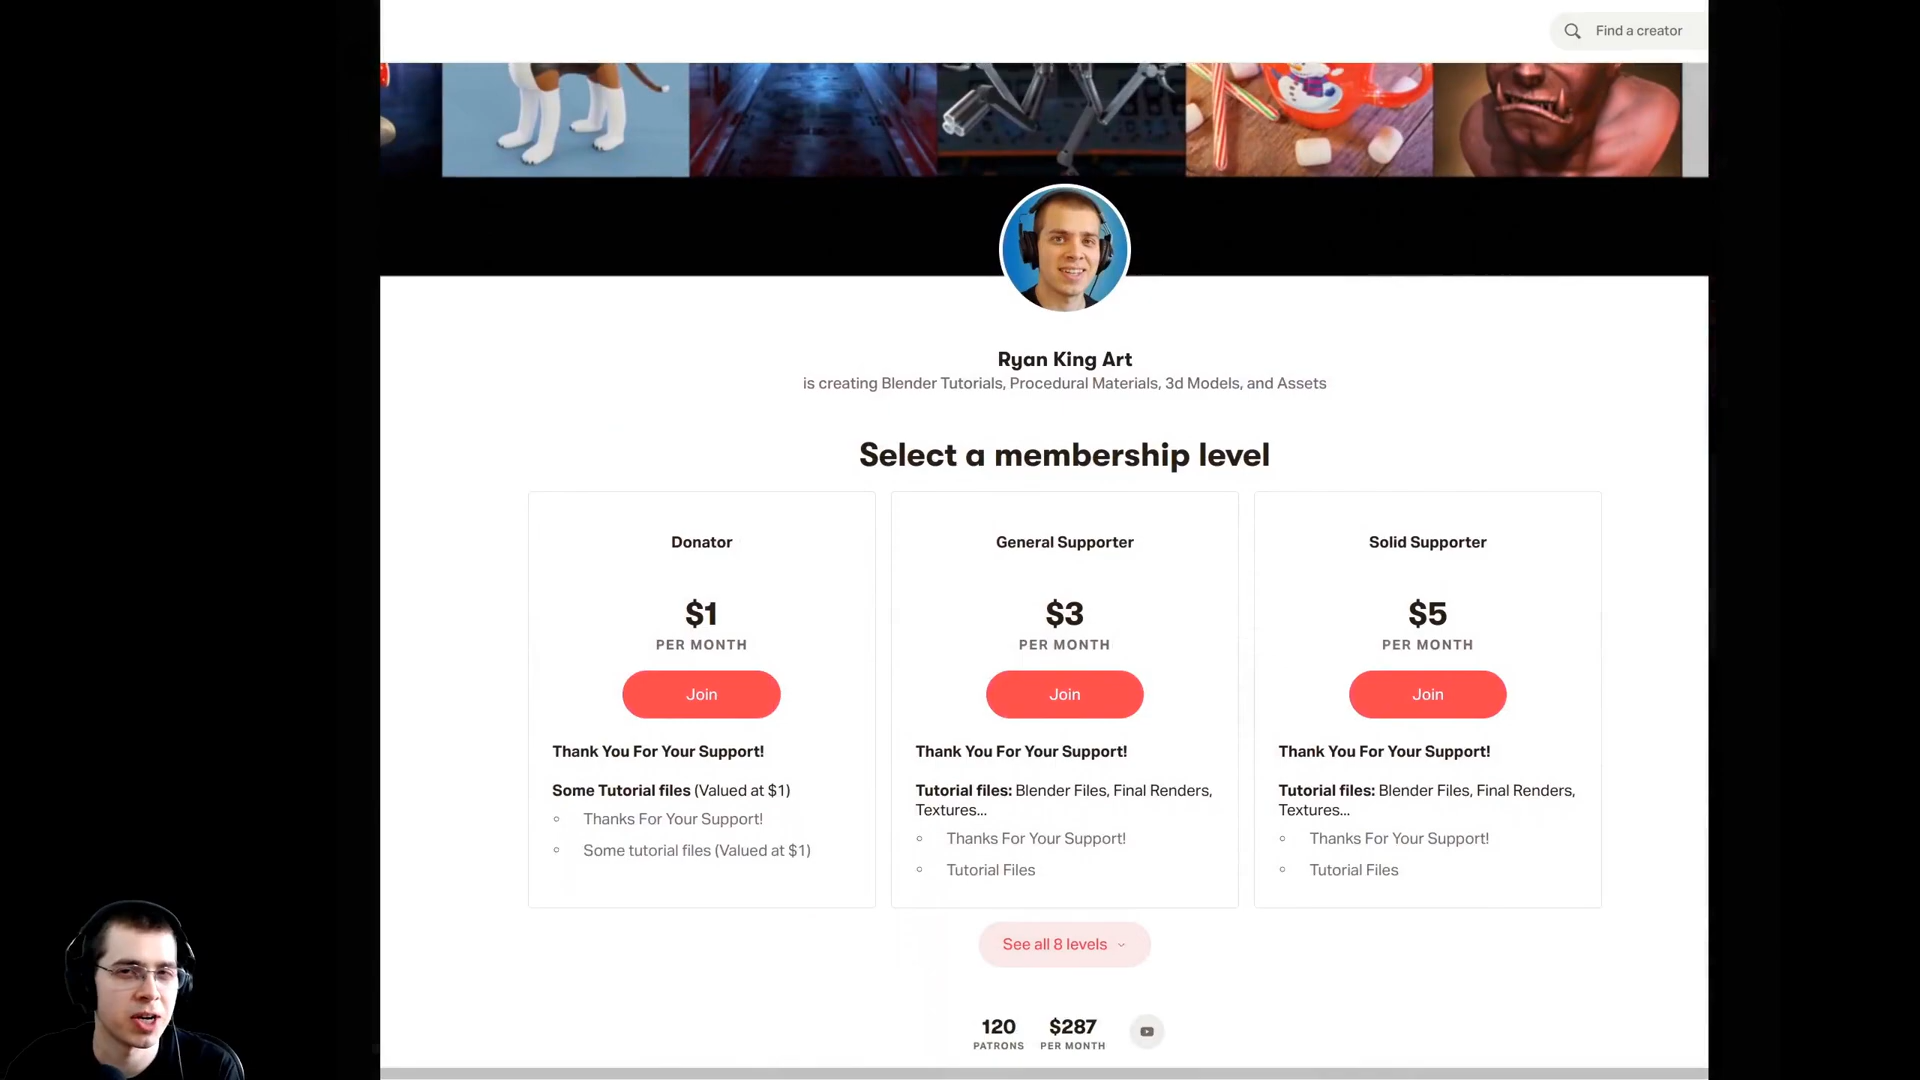 Find a creator
Ryan King Art
is creating Blender Tutorials, Procedural Materials, 3d Models, and Assets
Select a membership level
Donator
$1
PER MONTH
Join
Thank You For Your Support!
Some Tutorial files (Valued at $1)
Thanks For Your Support!
Some tutorial files (Valued at $1)
General Supporter
$3
PER MONTH
Join
Thank You For Your Support!
Tutorial files: Blender Files, Final Renders,
Textures...
Thanks For Your Support!
Tutorial Files
Solid Supporter
$5
PER MONTH
Join
Thank You For Your Support!
Tutorial files: Blender Files, Final Renders,
Textures...
Thanks For Your Support!
Tutorial Files
See all 8 levels
120
PATRONS
$287
PER MONTH